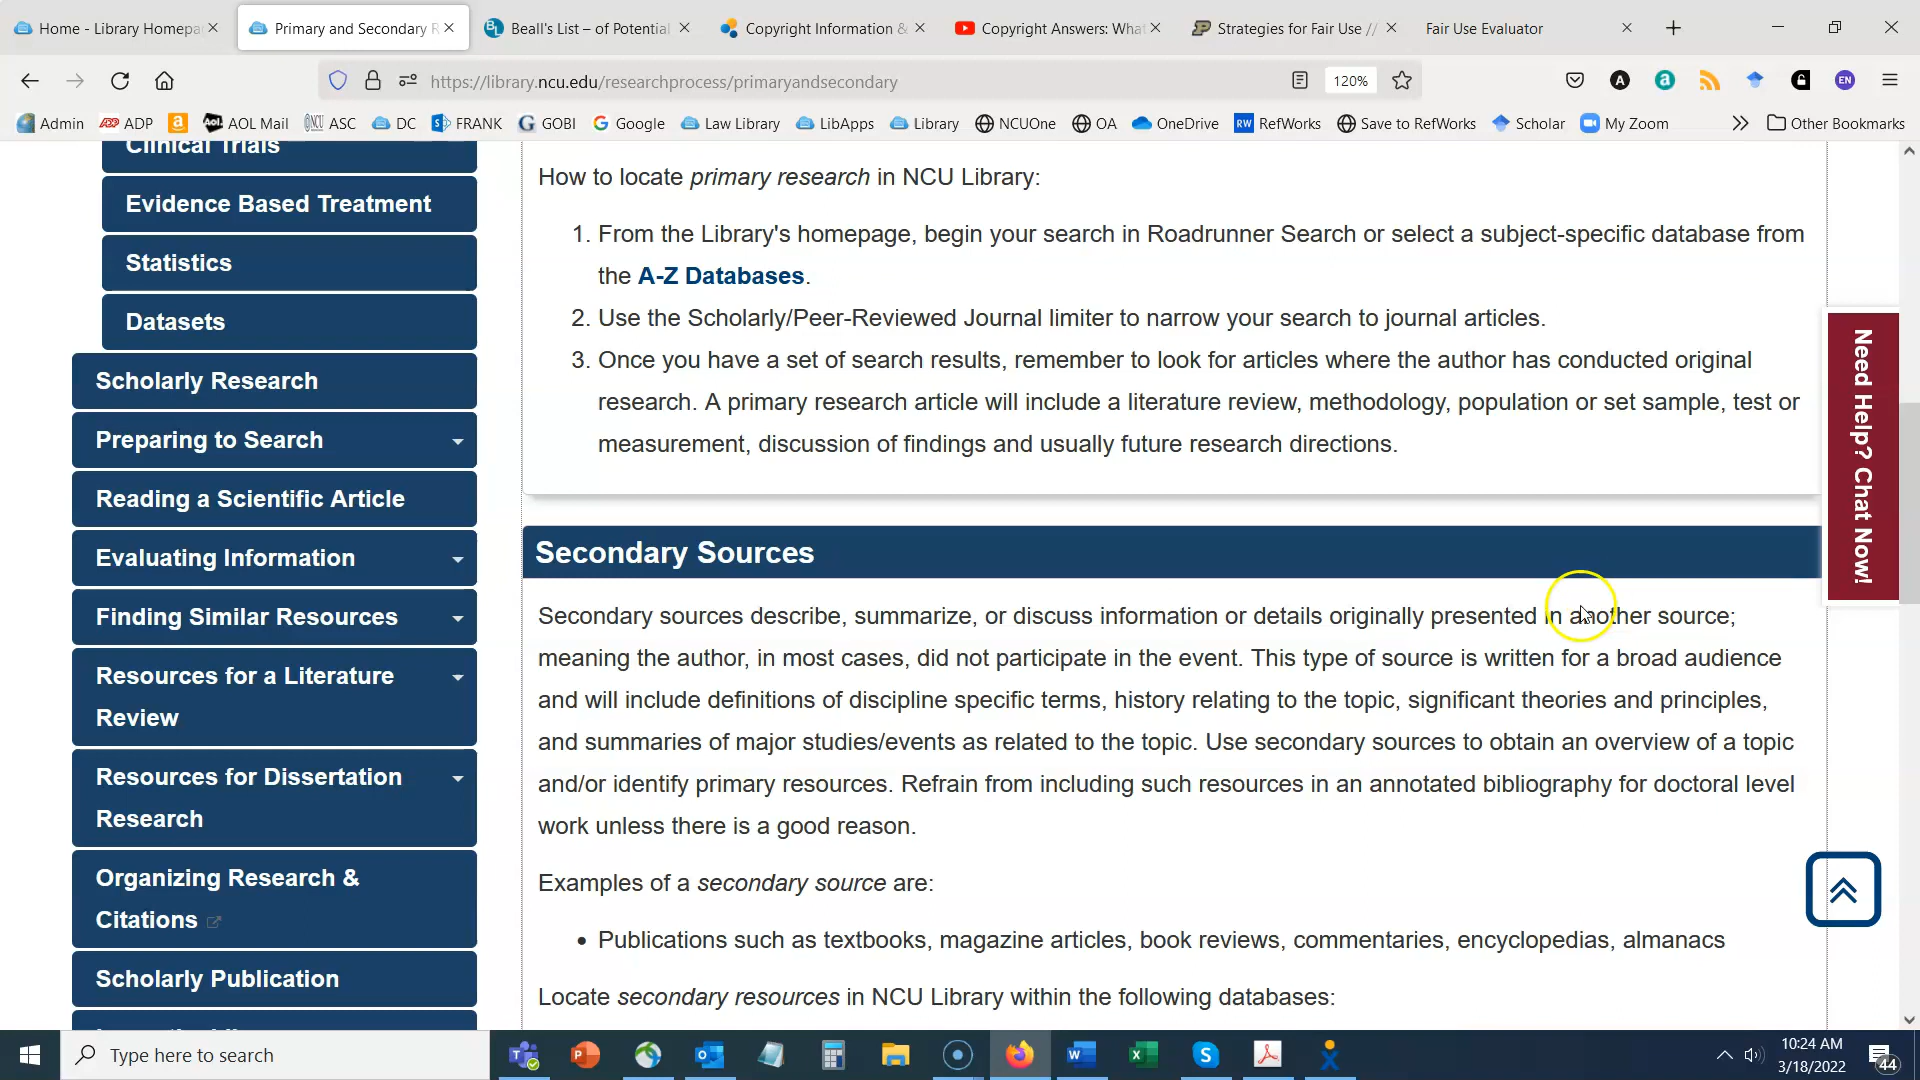 Home - Library Homepa
Primary and Secondary R
BL
Beall's List – of Potential
Copyright Information &
Copyright Answers: What
Strategies for Fair Use //
Fair Use Evaluator
https://library.ncu.edu/researchprocess/primaryandsecondary
120%
A
a
EN
Admin
ADP
ADP
a
Aol.
AOL Mail
NCU
ASC
DC
FRANK
GOBI
Google
Law Library
LibApps
Library
NCUOne
OA
OneDrive
RW
RefWorks
Save to RefWorks
Scholar
My Zoom
Other Bookmarks
Clinical Trials
Evidence Based Treatment
Statistics
Datasets
Scholarly Research
Preparing to Search
Reading a Scientific Article
Evaluating Information
Finding Similar Resources
Resources for a Literature
Review
Resources for Dissertation
Research
Organizing Research &
Citations
Scholarly Publication
How to locate primary research in NCU Library:
1. From the Library's homepage, begin your search in Roadrunner Search or select a subject-specific database from
the A-Z Databases.
2. Use the Scholarly/Peer-Reviewed Journal limiter to narrow your search to journal articles.
3. Once you have a set of search results, remember to look for articles where the author has conducted original
research. A primary research article will include a literature review, methodology, population or set sample, test or
measurement, discussion of findings and usually future research directions.
Secondary Sources
Secondary sources describe, summarize, or discuss information or details originally presented in another source;
meaning the author, in most cases, did not participate in the event. This type of source is written for a broad audience
and will include definitions of discipline specific terms, history relating to the topic, significant theories and principles,
and summaries of major studies/events as related to the topic. Use secondary sources to obtain an overview of a topic
and/or identify primary resources. Refrain from including such resources in an annotated bibliography for doctoral level
work unless there is a good reason.
Examples of a secondary source are:
• Publications such as textbooks, magazine articles, book reviews, commentaries, encyclopedias, almanacs
Locate secondary resources in NCU Library within the following databases:
Need Help? Chat Now!
Type here to search
10:24 AM
3/18/2022
44